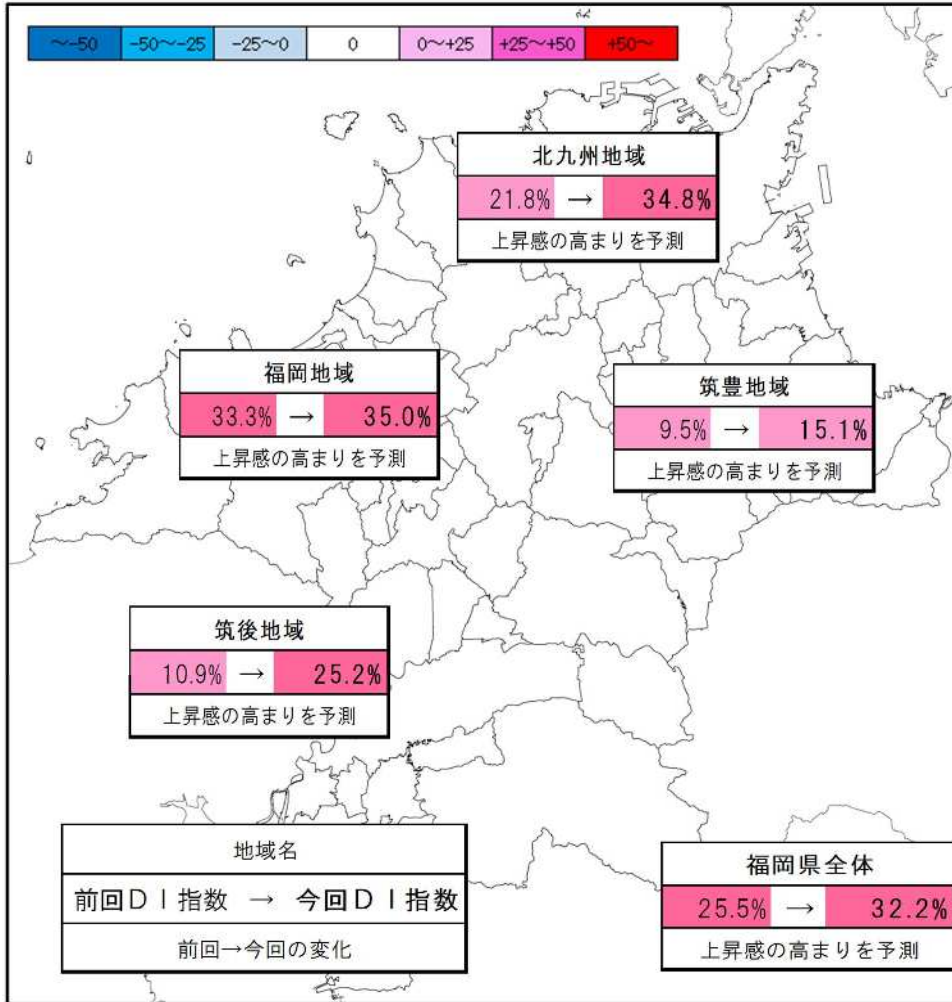 ～-50 -50～-25 -25～0 0 0～+25 +25～+50 +50～
北九州地域
21.8% → 34.8%
上昇感の高まりを予測
福岡地域
33.3% → 35.0%
上昇感の高まりを予測
筑豊地域
9.5% → 15.1%
上昇感の高まりを予測
筑後地域
10.9% → 25.2%
上昇感の高まりを予測
地域名
前回ＤＩ指数 → 今回ＤＩ指数
前回→今回の変化
福岡県全体
25.5% → 32.2%
上昇感の高まりを予測